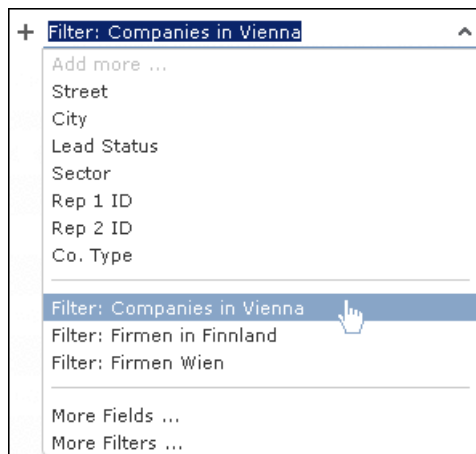 + Filter: Companies in Vienna
Add more ...
Street
City
Lead Status
Sector
Rep 1 ID
Rep 2 ID
Co. Type
Filter: Companies in Vienna
Filter: Firmen in Finnland
Filter: Firmen Wien
More Fields ...
More Filters ...